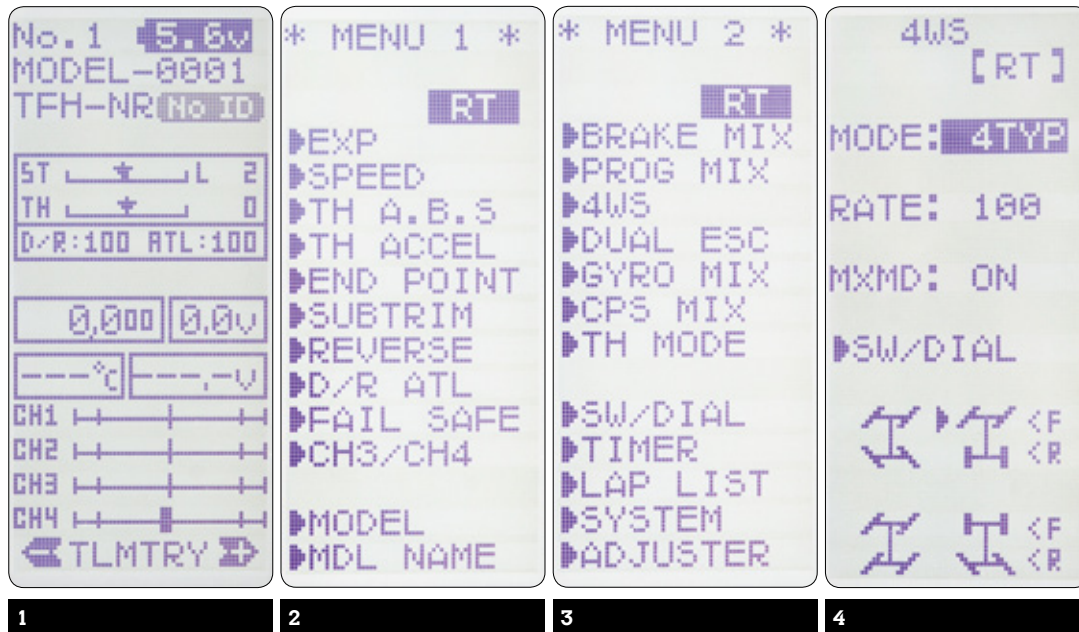 No.1 5.6v
MODEL-0001
TFH-NR No ID
ST L 2
TH 0
D/R:100 ATL:100
0,000 0.0v
---°C ---.-v
CH1
CH2
CH3
CH4
TLMTRY
1
* MENU 1 *
RT
EXP
SPEED
TH A.B.S
TH ACCEL
END POINT
SUBTRIM
REVERSE
D/R ATL
FAIL SAFE
CH3/CH4
MODEL
MDL NAME
2
* MENU 2 *
RT
BRAKE MIX
PROG MIX
4WS
DUAL ESC
GYRO MIX
CPS MIX
TH MODE
SW/DIAL
TIMER
LAP LIST
SYSTEM
ADJUSTER
3
4WS
[RT]
MODE: 4TYP
RATE: 100
MXMD: ON
SW/DIAL
<F
<R
<F
<R
4